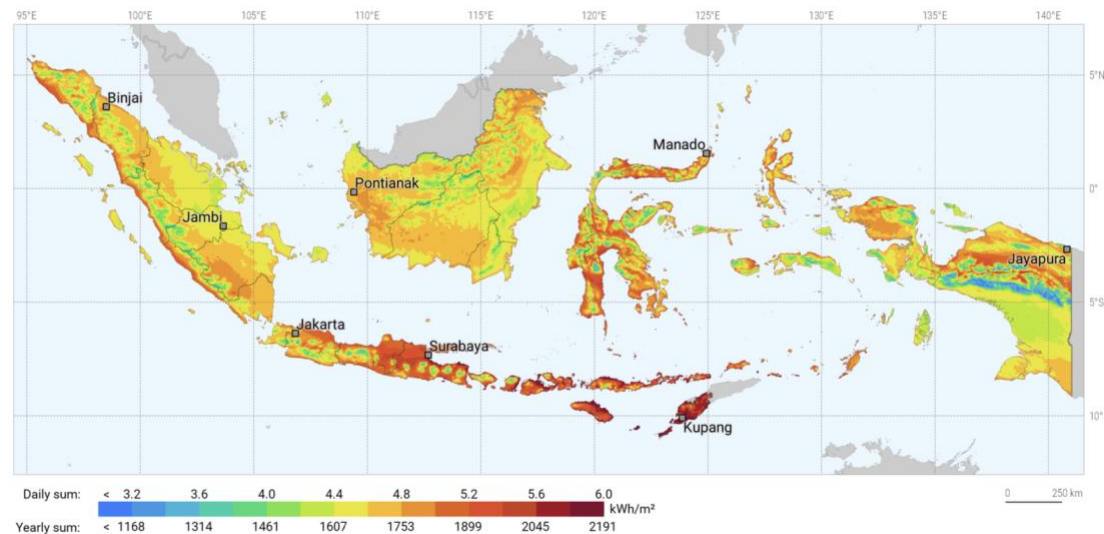 95°E 100°E 105°E 110°E 115°E 120°E 125°E 130°E 135°E 140°E
5°N
Binjai
Manado
Pontianak
0°
Jambi
Jayapura
5°S
Jakarta
Surabaya
10°
Kupang
Daily sum: < 3.2 3.6 4.0 4.4 4.8 5.2 5.6 6.0
kWh/m²
Yearly sum: < 1168 1314 1461 1607 1753 1899 2045 2191
0 250 km